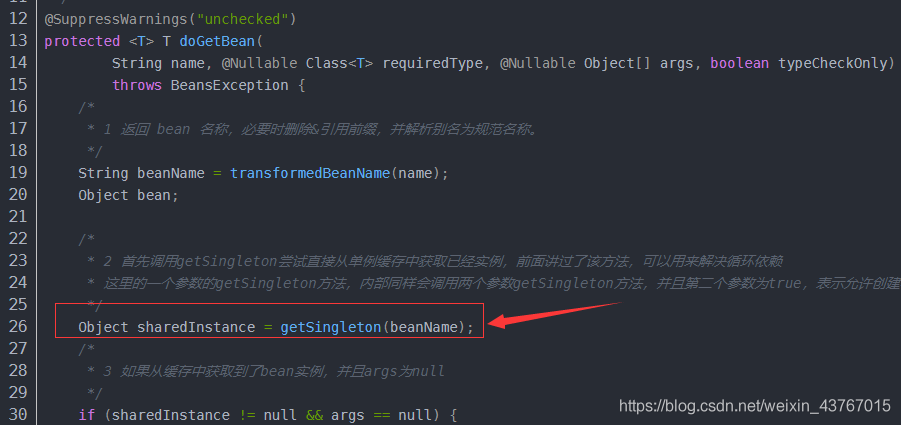 12 @SuppressWarnings("unchecked")
13 protected <T> T doGetBean(
14 String name, @Nullable Class<T> requiredType, @Nullable Object[] args, boolean typeCheckOnly)
15 throws BeansException {
16 /*
17 * 1 返回 bean 名称，必要时删除&引用前缀，并解析别名为规范名称。
18 */
19 String beanName = transformedBeanName(name);
20 Object bean;
21
22 /*
23 * 2 首先调用getSingleton尝试直接从单例缓存中获取已经实例，前面讲过了该方法，可以用来解决循环依赖
24 * 这里的一个参数的getSingleton方法，内部同样会调用两个参数getSingleton方法，并且第二个参数为true，表示允许创建
25 */
26 Object sharedInstance = getSingleton(beanName);
27 /*
28 * 3 如果从缓存中获取到了bean实例，并且args为null
29 */
30 if (sharedInstance != null && args == null) {
https://blog.csdn.net/weixin_43767015